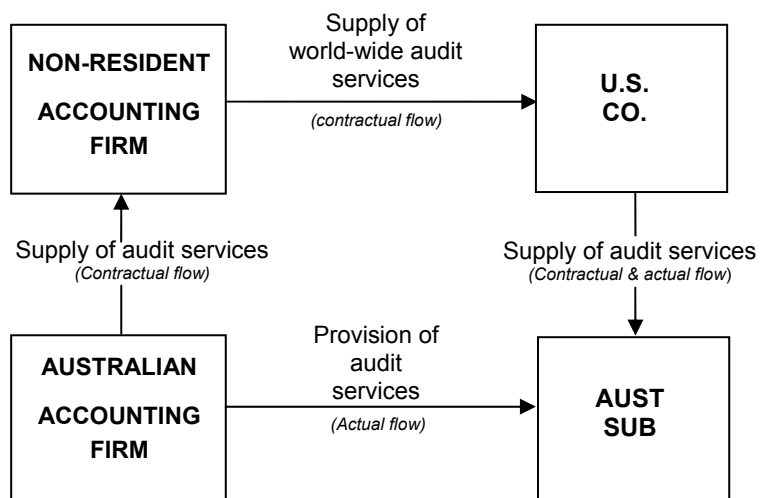 NON-RESIDENT
ACCOUNTING
FIRM
Supply of
world-wide audit
services
(contractual flow)
U.S.
CO.
Supply of audit services
(Contractual flow)
Supply of audit services
(Contractual & actual flow)
AUSTRALIAN
ACCOUNTING
FIRM
Provision of
audit
services
(Actual flow)
AUST
SUB